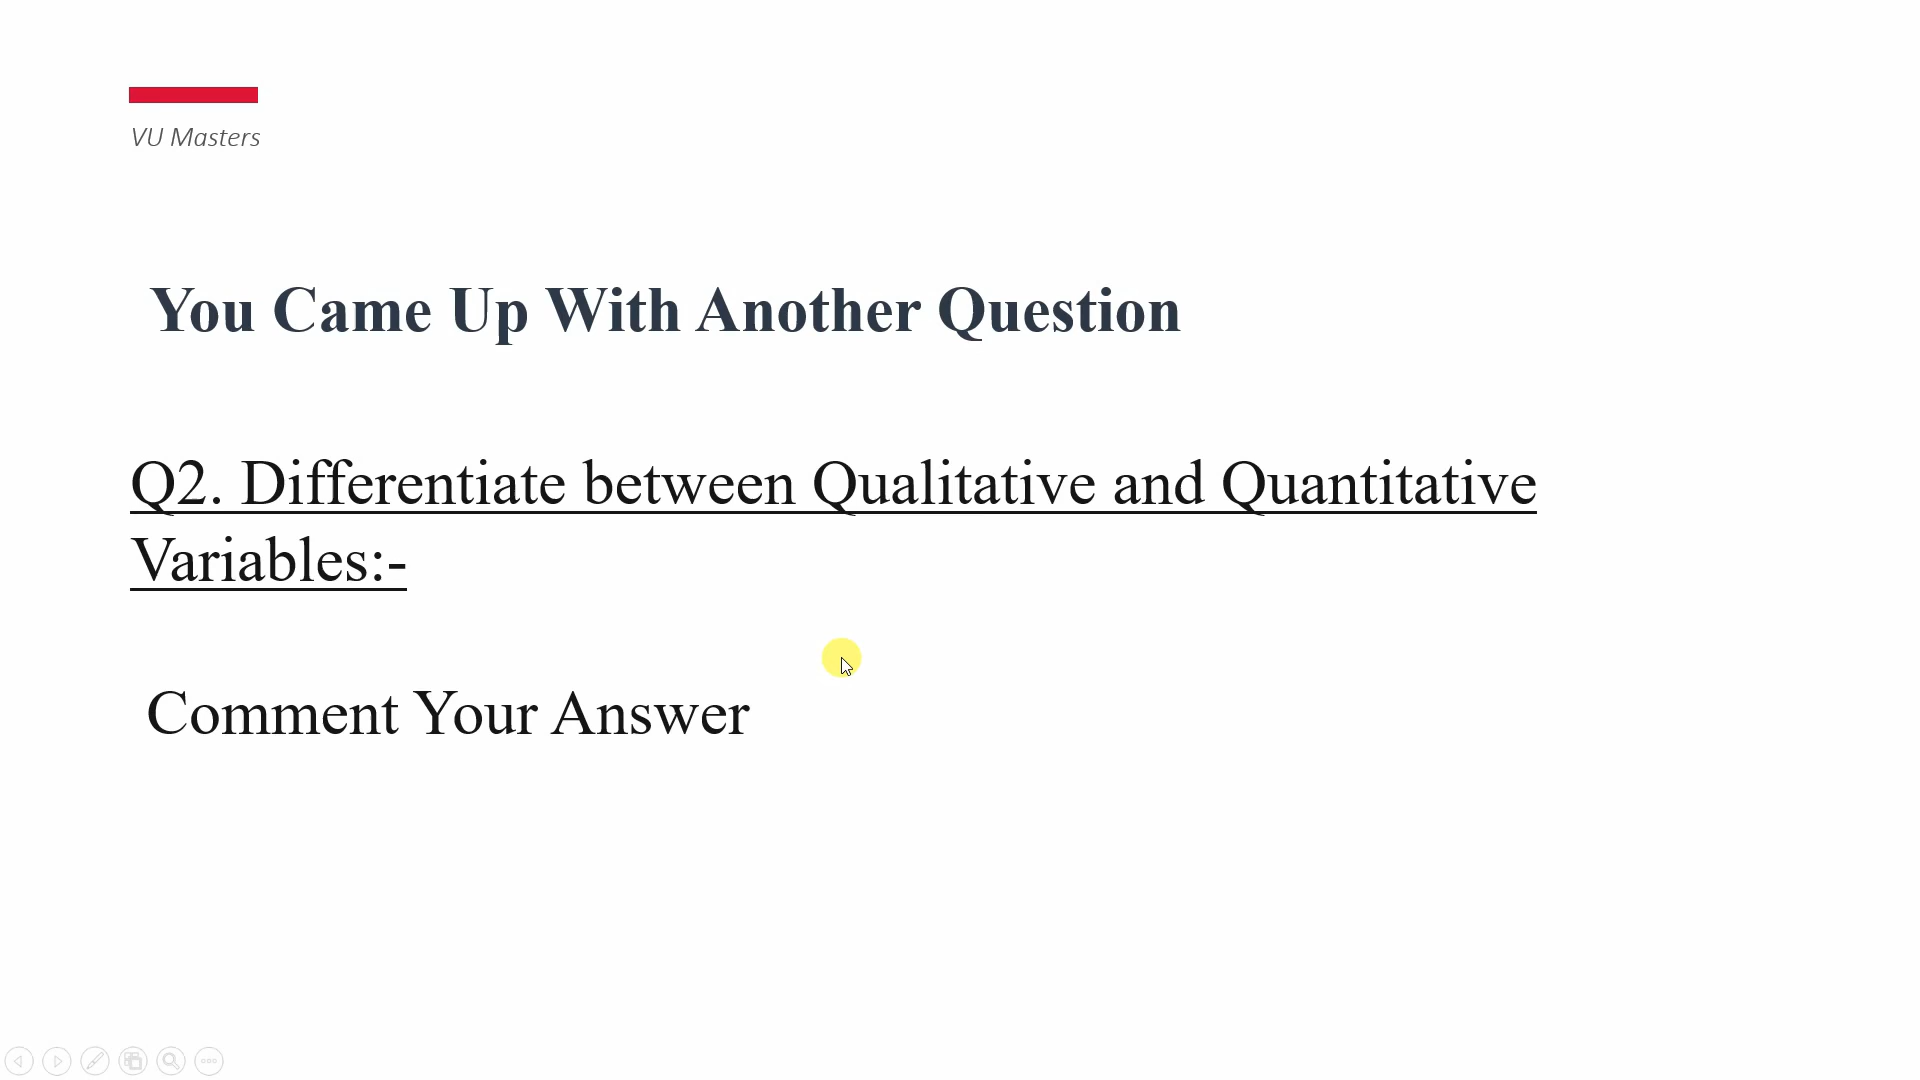 VU Masters
You Came Up With Another Question
Q2. Differentiate between Qualitative and Quantitative
Variables:-
Comment Your Answer